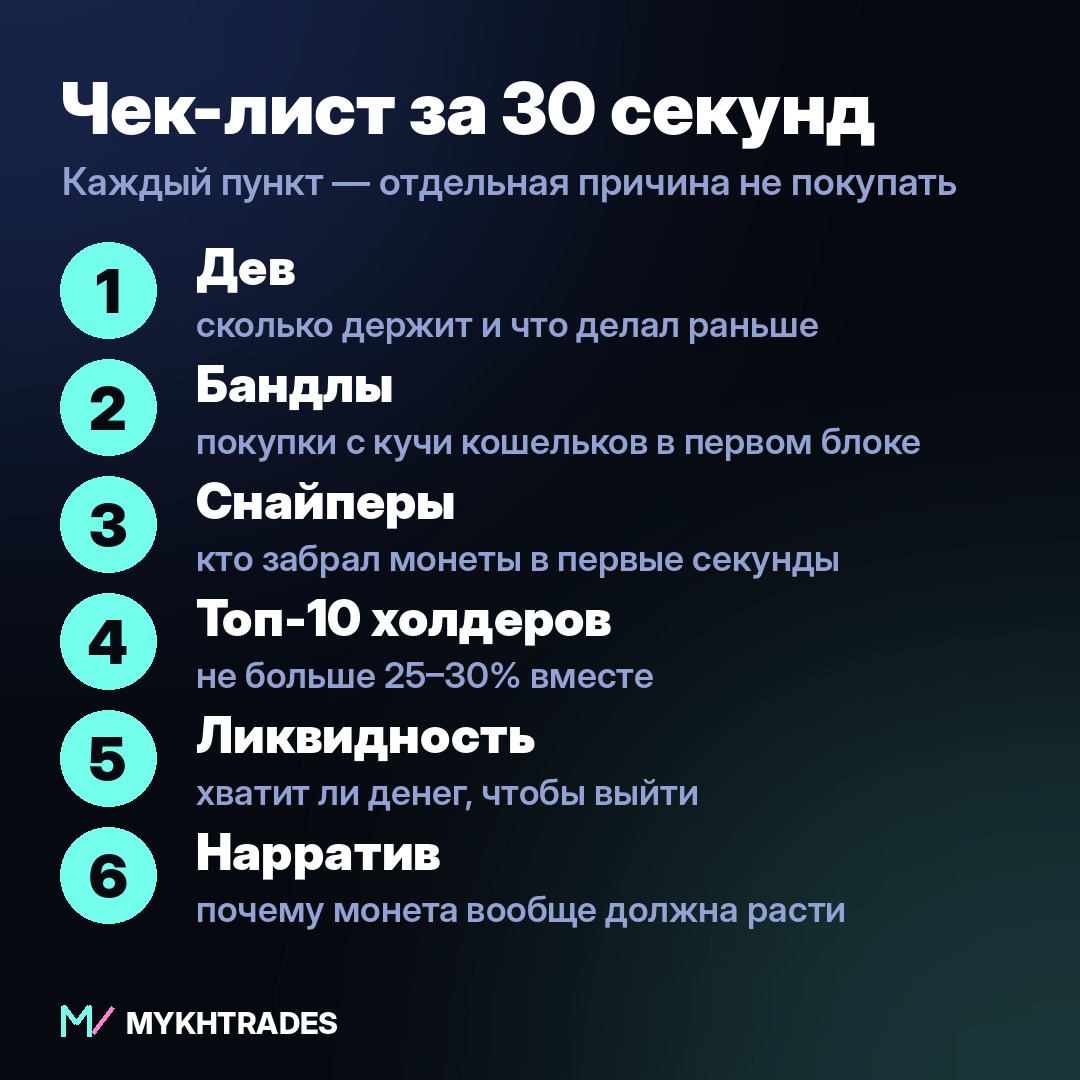 Чек-лист за 30 секунд
Каждый пункт — отдельная причина не покупать
1
Дев
сколько держит и что делал раньше
2
Бандлы
покупки с кучи кошельков в первом блоке
3
Снайперы
кто забрал монеты в первые секунды
4
Топ-10 холдеров
не больше 25–30% вместе
5
Ликвидность
хватит ли денег, чтобы выйти
6
Нарратив
почему монета вообще должна расти
M/ MYKHTRADES